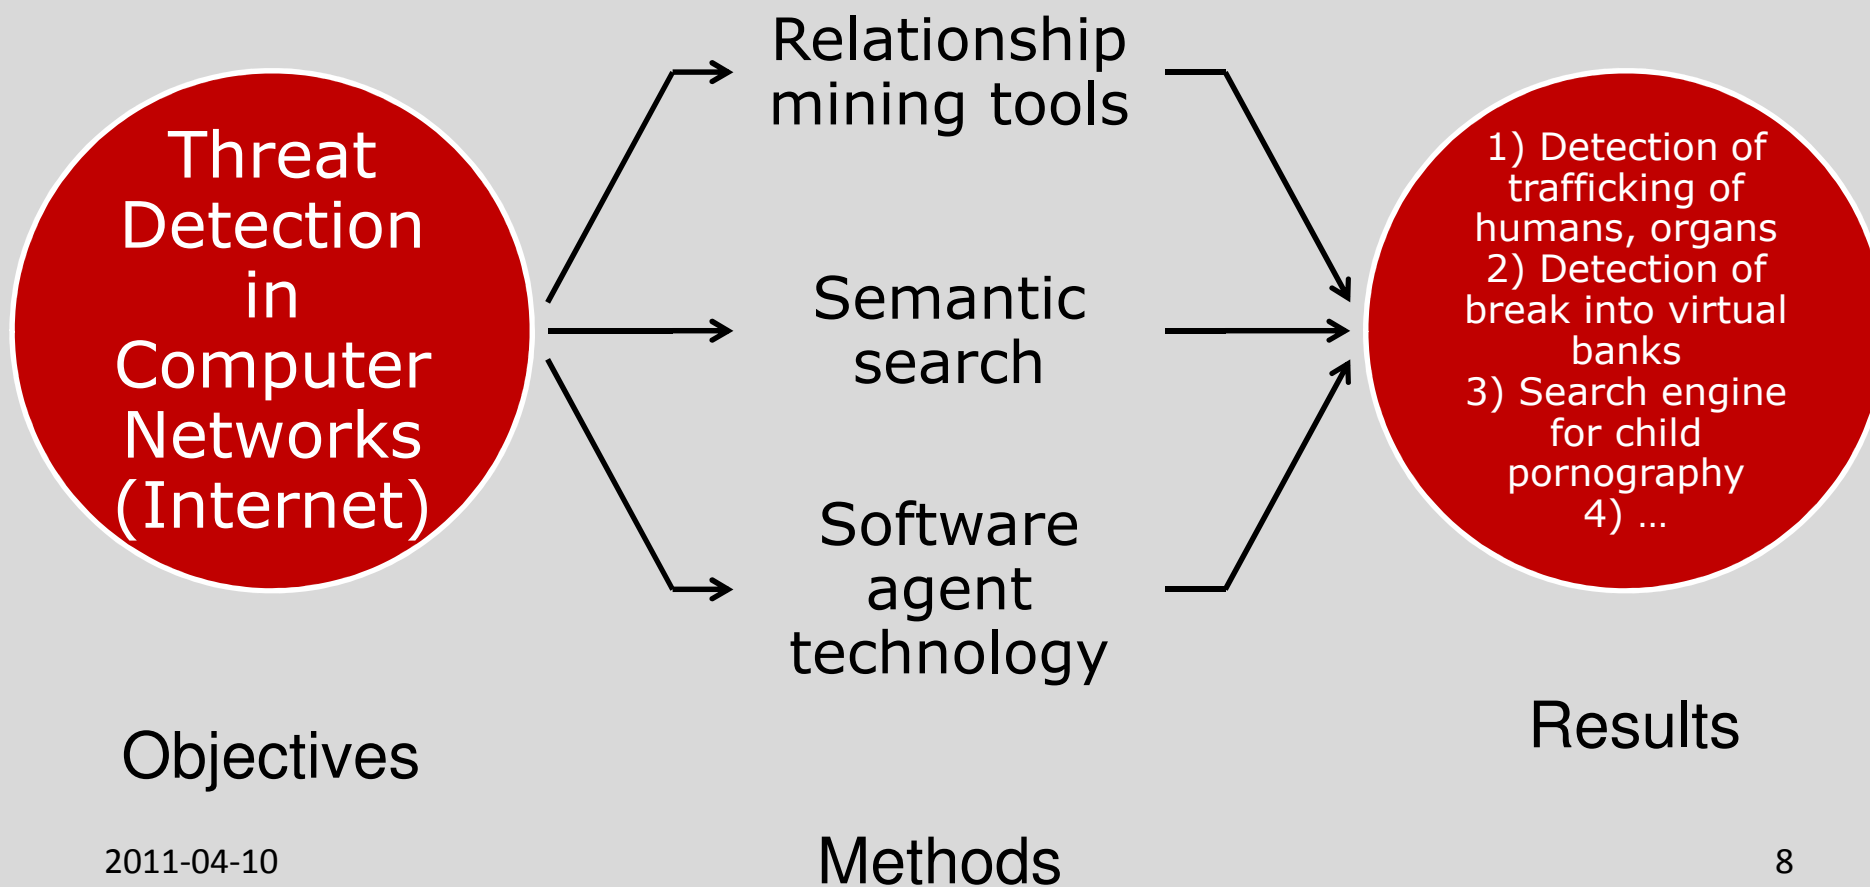 Threat
Detection
in
Computer
Networks
(Internet)
Objectives
Relationship
mining tools
Semantic
search
Software
agent
technology
Methods
1) Detection of
trafficking of
humans, organs
2) Detection of
break into virtual
banks
3) Search engine
for child
pornography
4) ...
Results
2011-04-10
8